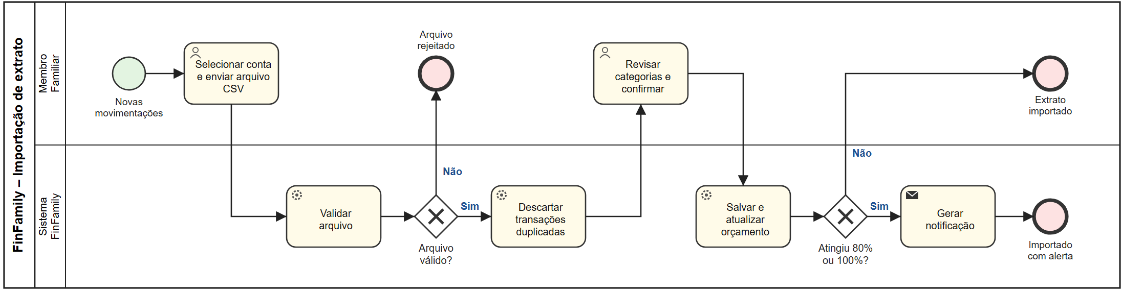 FinFamily – Importação de extrato
Membro
Familiar
Novas
movimentações
Selecionar conta
e enviar arquivo
CSV
Arquivo
rejeitado
Revisar
categorias e
confirmar
Extrato
importado
Não
Não
Sistema
FinFamily
Validar
arquivo
Arquivo
válido?
Sim
Descartar
transações
duplicadas
Salvar e
atualizar
orçamento
Atingiu 80%
ou 100%?
Sim
Gerar
notificação
Importado
com alerta